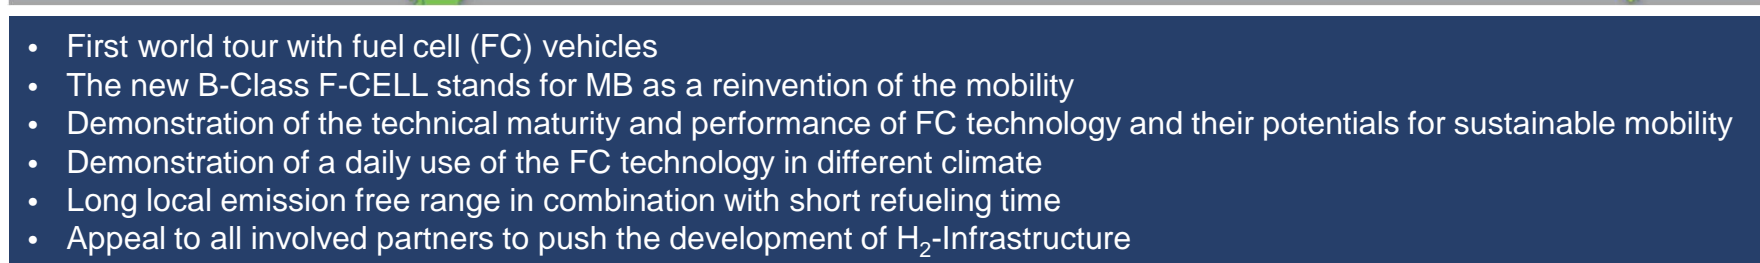 • First world tour with fuel cell (FC) vehicles
• The new B-Class F-CELL stands for MB as a reinvention of the mobility
• Demonstration of the technical maturity and performance of FC technology and their potentials for sustainable mobility
• Demonstration of a daily use of the FC technology in different climate
• Long local emission free range in combination with short refueling time
• Appeal to all involved partners to push the development of H₂-Infrastructure